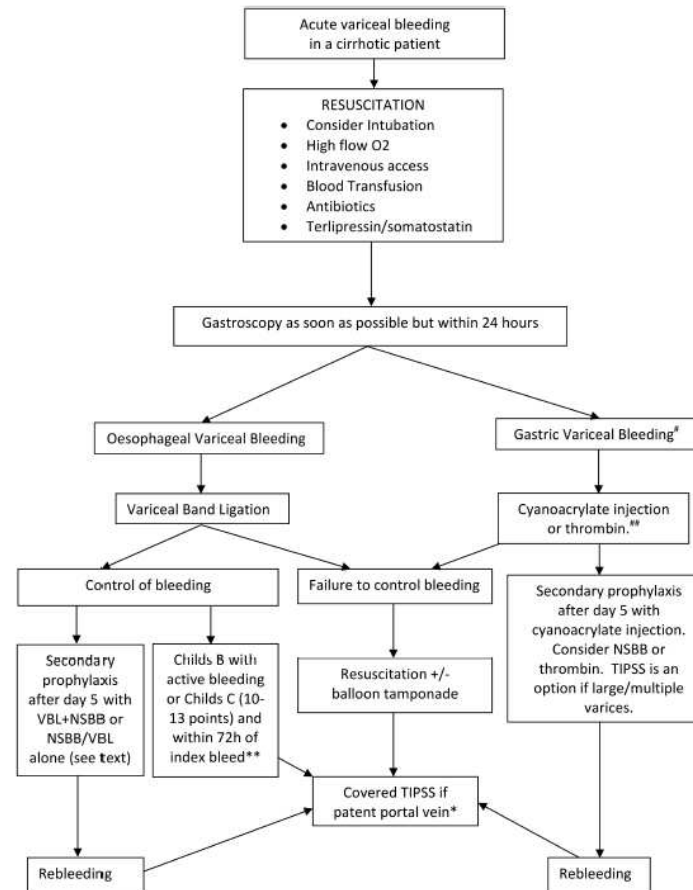 Acute variceal bleeding
in a cirrhotic patient
RESUSCITATION
• Consider Intubation
• High flow O2
• Intravenous access
• Blood Transfusion
• Antibiotics
• Terlipressin/somatostatin
Gastroscopy as soon as possible but within 24 hours
Oesophageal Variceal Bleeding
Gastric Variceal Bleeding#
Variceal Band Ligation
Cyanoacrylate injection
or thrombin.##
Control of bleeding
Failure to control bleeding
Secondary
prophylaxis
after day 5 with
VBL+NSBB or
NSBB/VBL
alone (see text)
Childs B with
active bleeding
or Childs C (10-
13 points) and
within 72h of
index bleed**
Resuscitation +/-
balloon tamponade
Secondary prophylaxis
after day 5 with
cyanoacrylate injection.
Consider NSBB or
thrombin. TIPSS is an
option if large/multiple
varices.
Covered TIPSS if
patent portal vein*
Rebleeding
Rebleeding